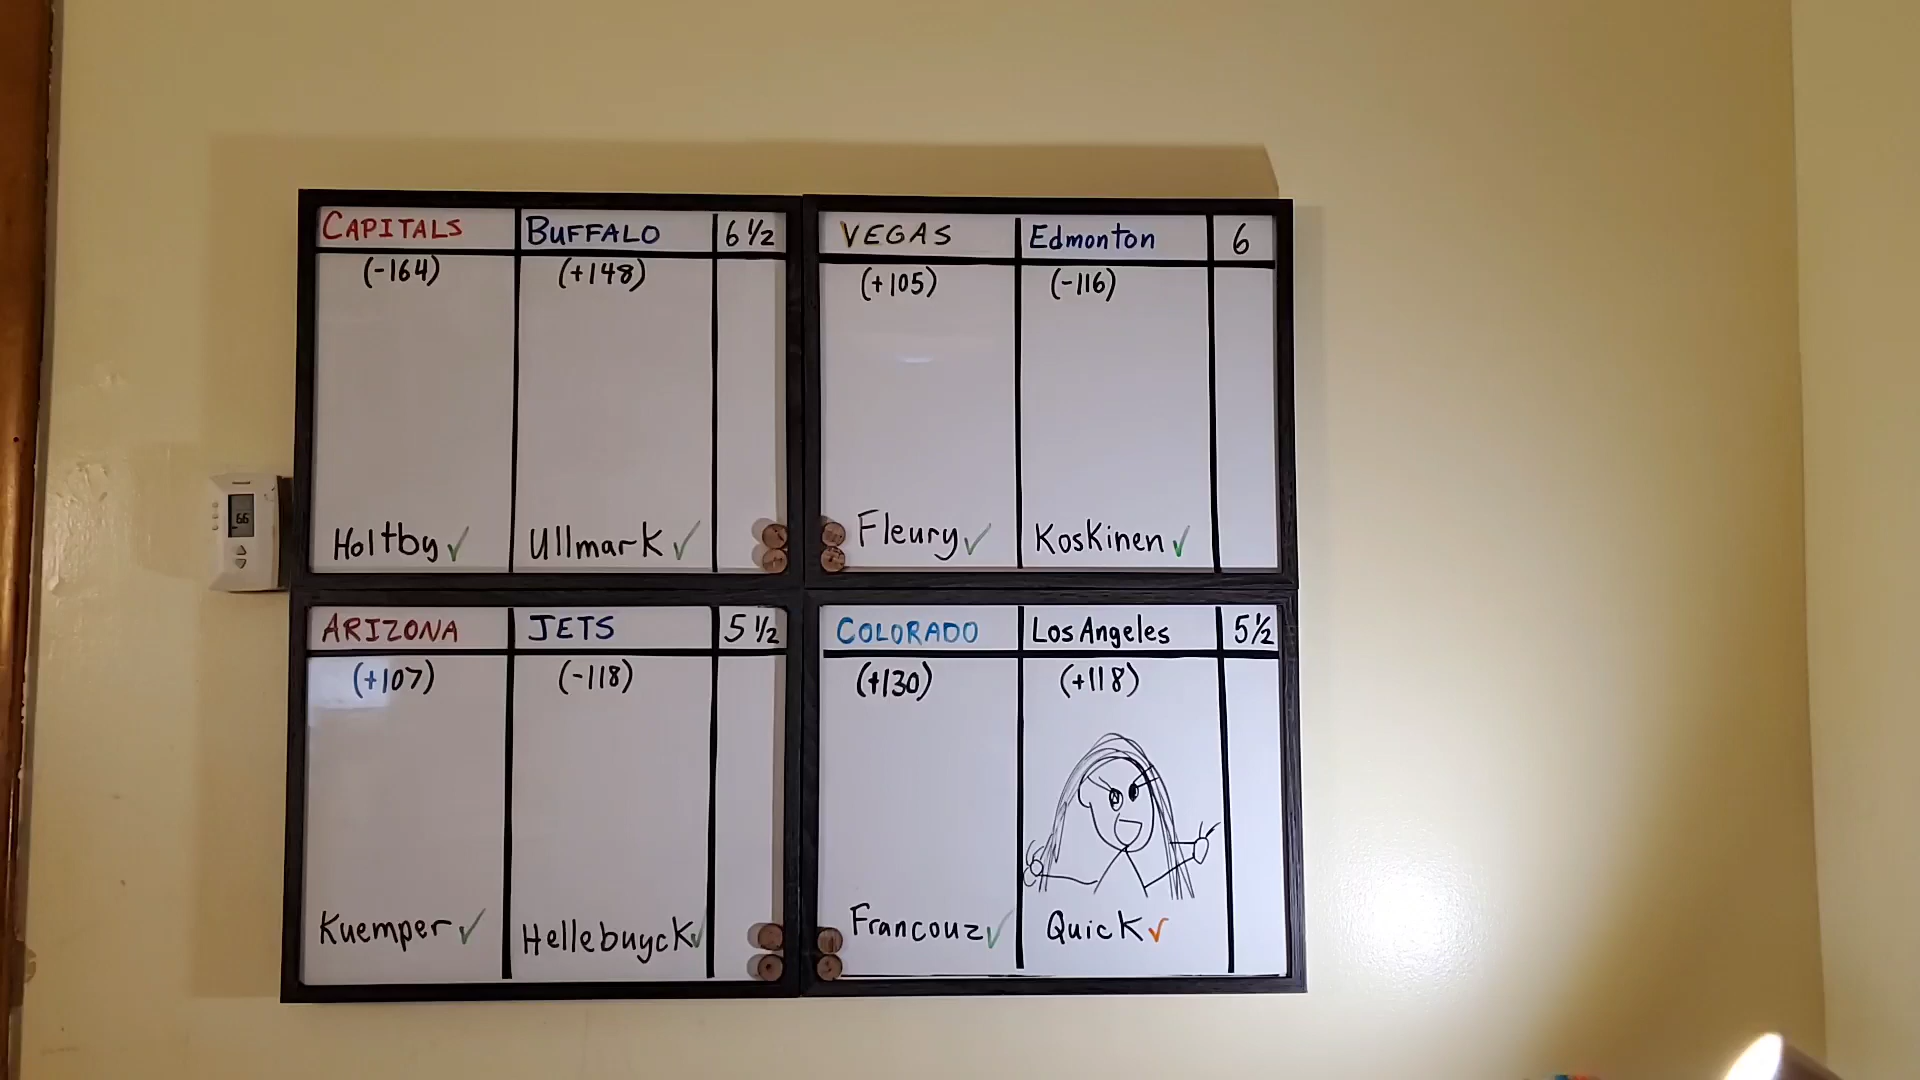 CAPITALS BUFFALO 6 1/2
(-164) (+148)
Holtby ✓ Ullmark ✓
VEGAS Edmonton 6
(+105) (-116)
Fleury ✓ Koskinen ✓
66
ARIZONA JETS 5 1/2
(+107) (-118)
Kuemper ✓ Hellebuyck ✓
COLORADO Los Angeles 5 1/2
(+130) (+118)
Francouz ✓ Quick ✓